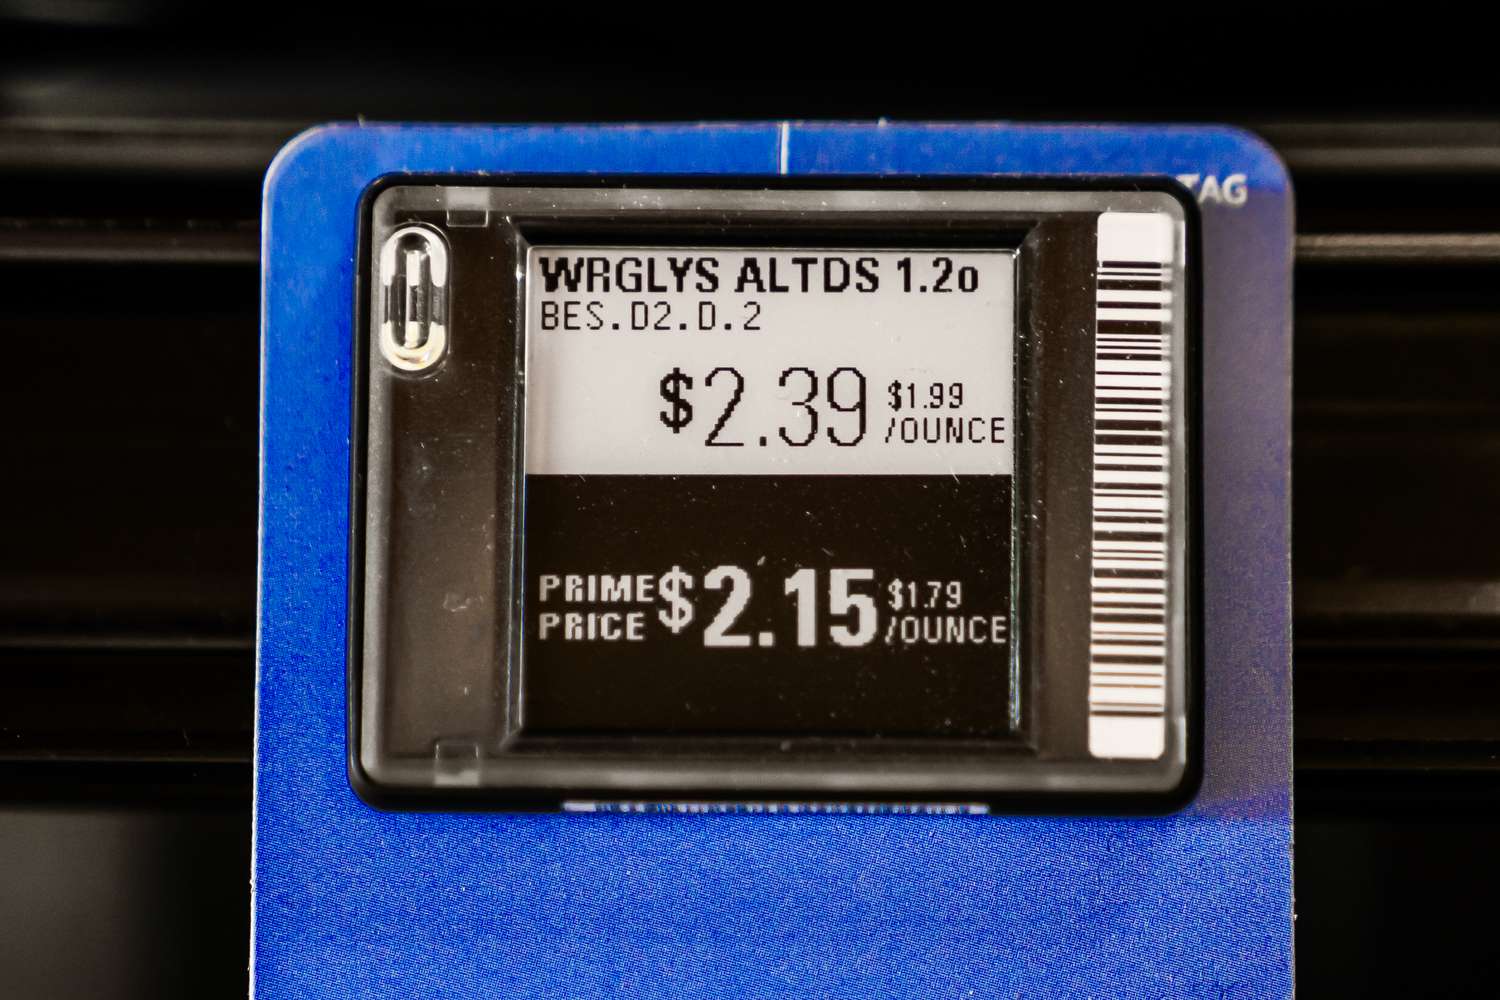 TAG
WRGLYS ALTDS 1.2o
BES.D2.D.2
$2.39 $1.99
/OUNCE
PRIME
PRICE $2.15 $1.79
/OUNCE